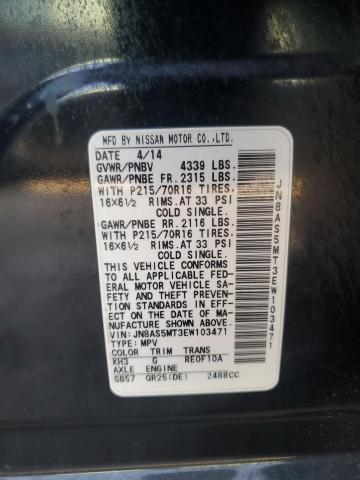 MFD BY NISSAN MOTOR CO.,LTD.
DATE 4/14
GVWR/PNBV 4339 LBS.
GAWR/PNBE FR. 2315 LBS.
WITH P215/70R16 TIRES,
16X6½ RIMS,AT 33 PSI
COLD SINGLE.
GAWR/PNBE RR. 2116 LBS.
WITH P215/70R16 TIRES,
16X6½ RIMS,AT 33 PSI
COLD SINGLE.
THIS VEHICLE CONFORMS
TO ALL APPLICABLE FED-
ERAL MOTOR VEHICLE SA-
FETY AND THEFT PREVENTION
STANDARDS IN EFFECT
ON THE DATE OF MA-
NUFACTURE SHOWN ABOVE.
VIN:JN8AS5MT3EW103471
TYPE: MPV
COLOR TRIM TRANS
KH3 G RE0F10A
AXLE ENGINE
GB57 QR25(DE) 2488CC
JN8AS5MT3EW103471